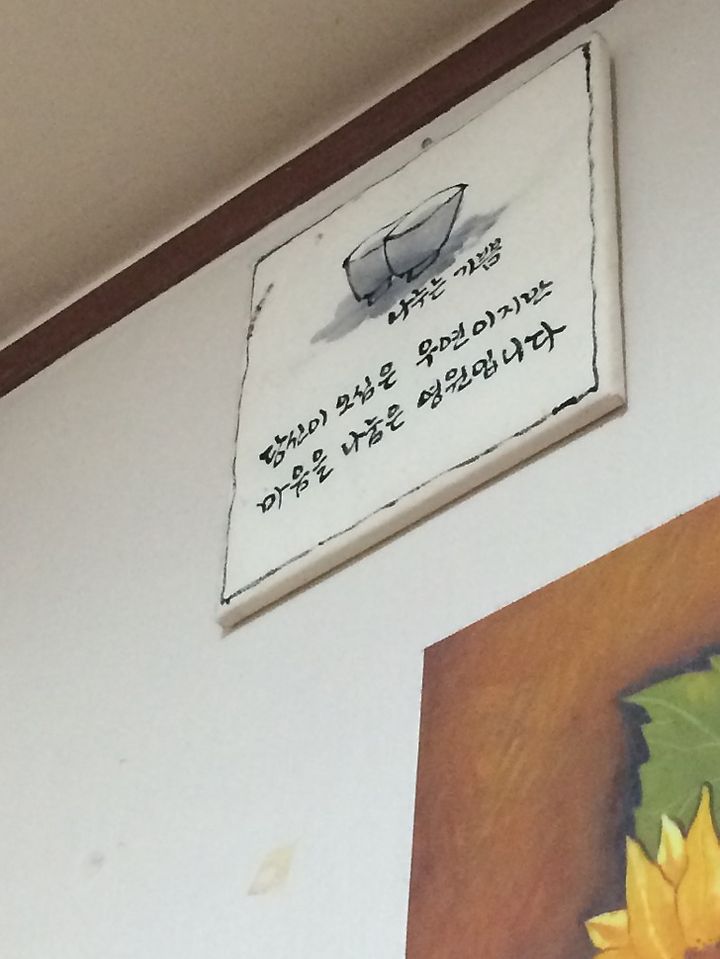 나누는 기쁨
당신이 오심은 우연이지만
마음을 나눔은 영원입니다